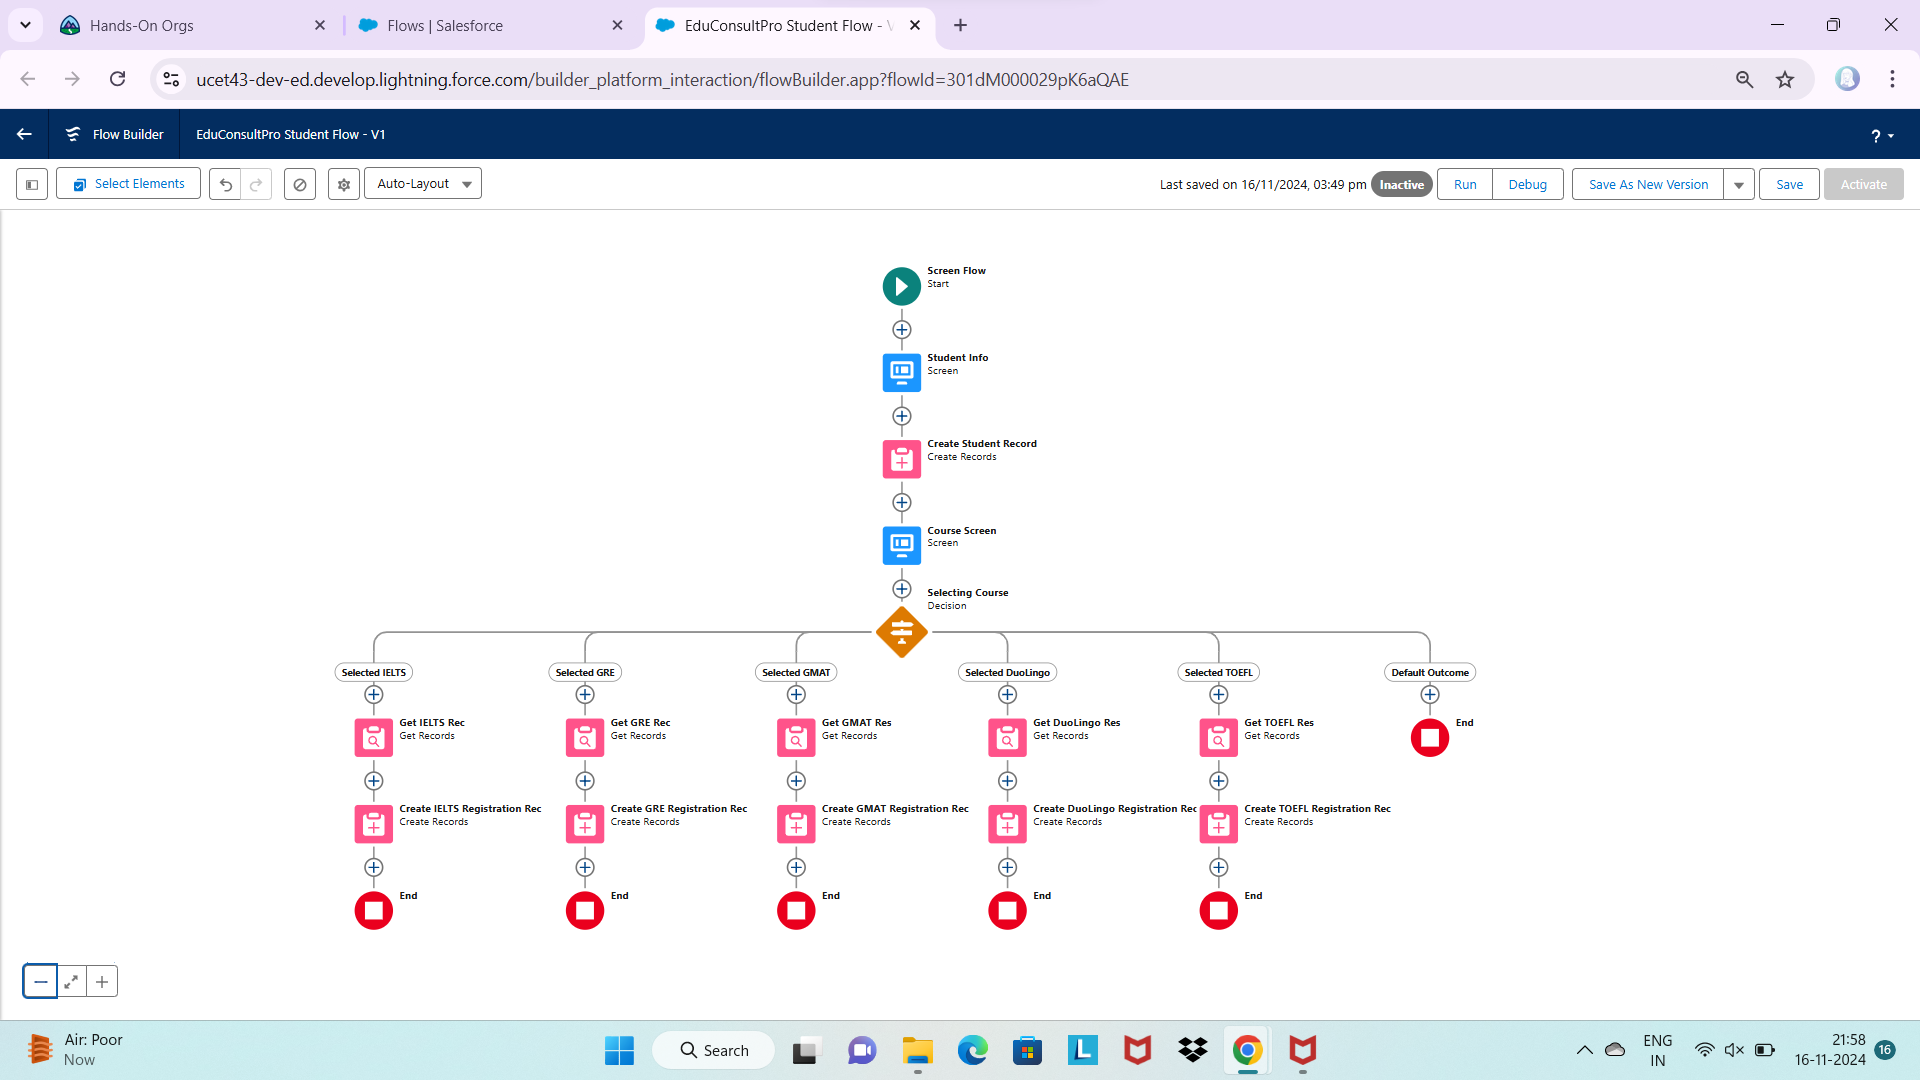 Hands-On Orgs
Flows | Salesforce
EduConsultPro Student Flow - V
ucet43-dev-ed.develop.lightning.force.com/builder_platform_interaction/flowBuilder.app?flowId=301dM000029pK6aQAE
Flow Builder
EduConsultPro Student Flow - V1
?
Select Elements
Auto-Layout
Last saved on 16/11/2024, 03:49 pm
Inactive
Run
Debug
Save As New Version
Save
Activate
Screen Flow
Start
Student Info
Screen
Create Student Record
Create Records
Course Screen
Screen
Selecting Course
Decision
Selected IELTS
Selected GRE
Selected GMAT
Selected DuoLingo
Selected TOEFL
Default Outcome
Get IELTS Rec
Get Records
Get GRE Rec
Get Records
Get GMAT Res
Get Records
Get DuoLingo Res
Get Records
Get TOEFL Res
Get Records
End
Create IELTS Registration Rec
Create Records
Create GRE Registration Rec
Create Records
Create GMAT Registration Rec
Create Records
Create DuoLingo Registration Rec
Create Records
Create TOEFL Registration Rec
Create Records
End
End
End
End
End
Air: Poor
Now
Search
L
ENG
IN
21:58
16-11-2024
16